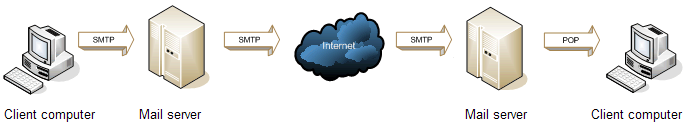 SMTP
SMTP
Internet
SMTP
POP
Client computer
Mail server
Mail server
Client computer